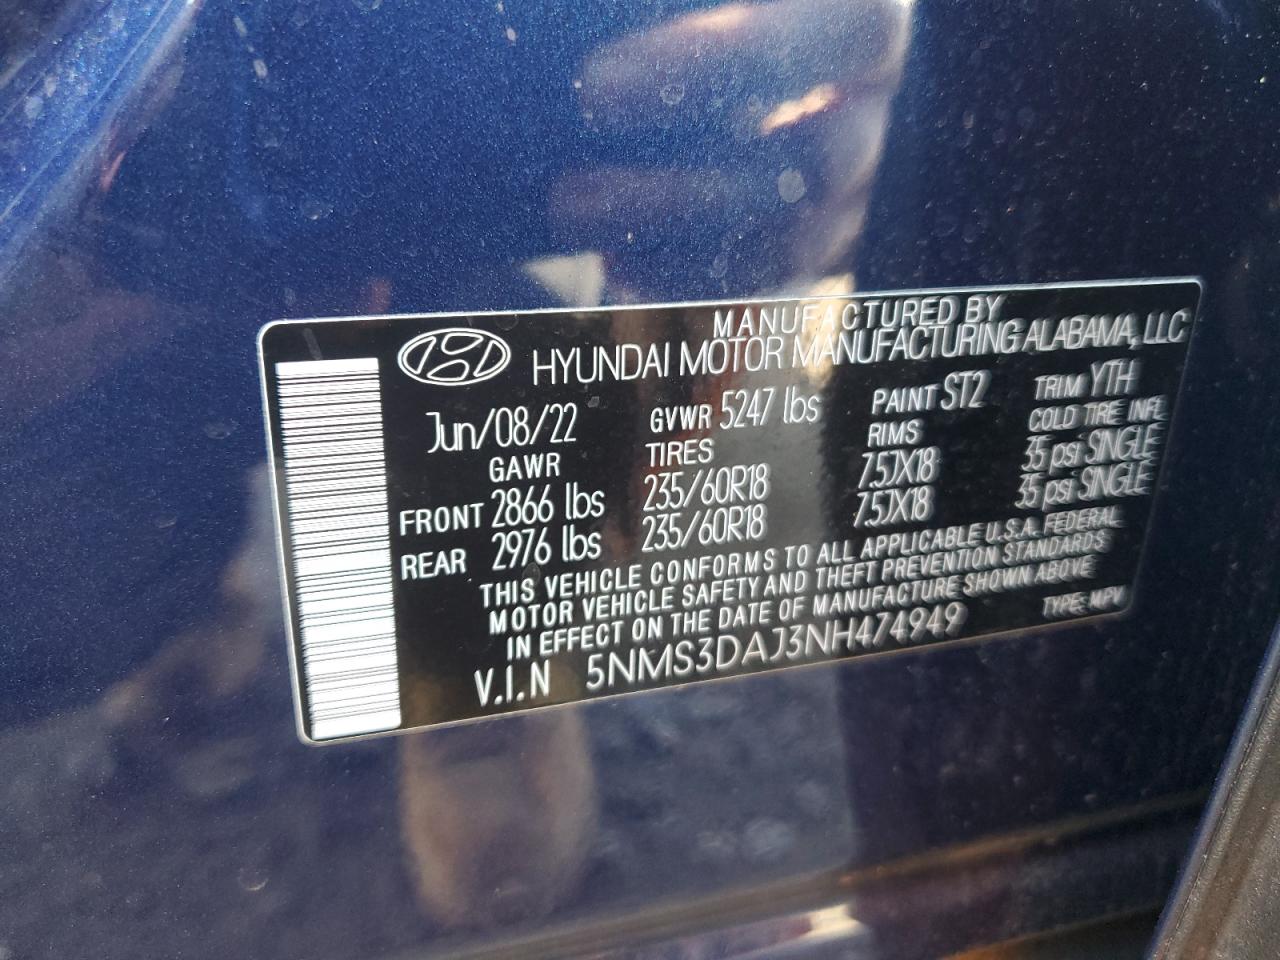 MANUFACTURED BY
HYUNDAI MOTOR MANUFACTURING ALABAMA, LLC
Jun/08/22 GVWR 5247 lbs PAINT ST2 TRIM YTH
GAWR TIRES RIMS COLD TIRE INFL
FRONT 2866 lbs 235/60R18 7.5JX18 35 psi SINGLE
REAR 2976 lbs 235/60R18 7.5JX18 35 psi SINGLE
THIS VEHICLE CONFORMS TO ALL APPLICABLE U.S.A. FEDERAL
MOTOR VEHICLE SAFETY AND THEFT PREVENTION STANDARDS
IN EFFECT ON THE DATE OF MANUFACTURE SHOWN ABOVE
V.I.N 5NMS3DAJ3NH474949 TYPE: MPV